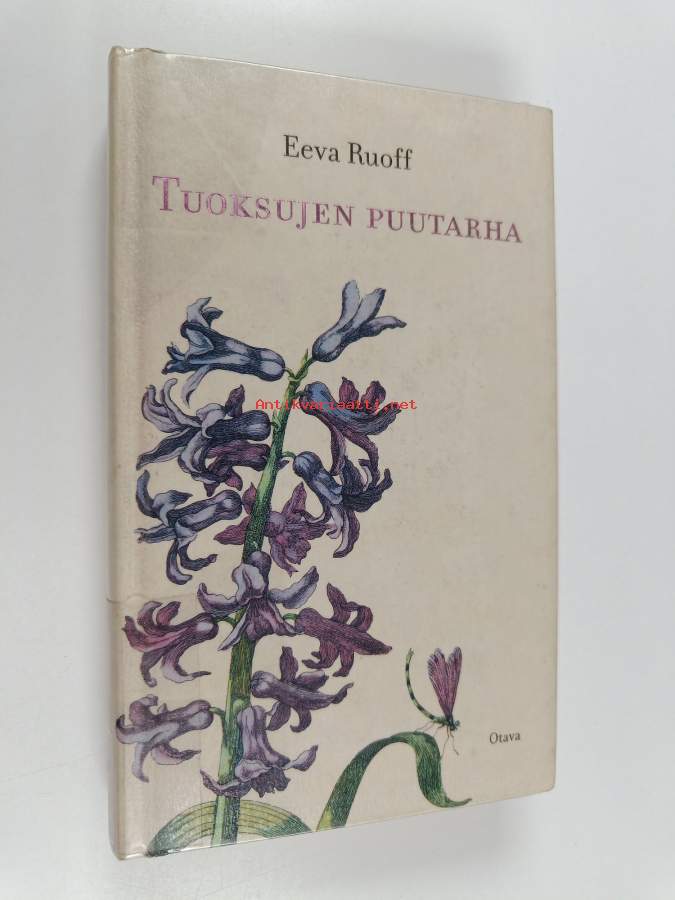 Eeva Ruoff
TUOKSUJEN PUUTARHA
Antikvariaatti.net
Otava